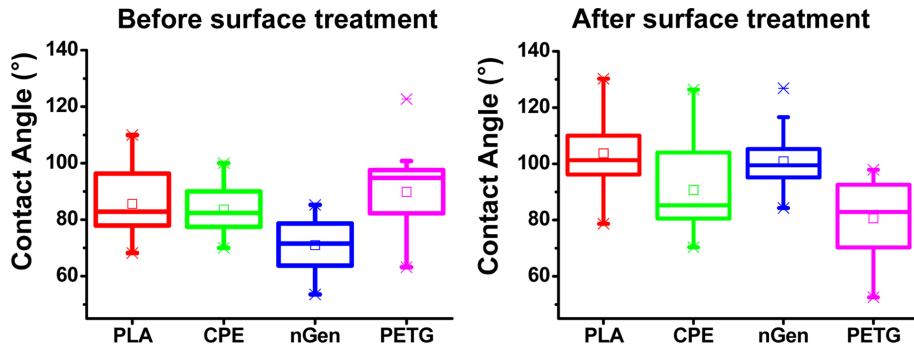 Before surface treatment
Contact Angle (°)
140
120
100
80
60
PLA CPE nGen PETG
After surface treatment
Contact Angle (°)
140
120
100
80
60
PLA CPE nGen PETG